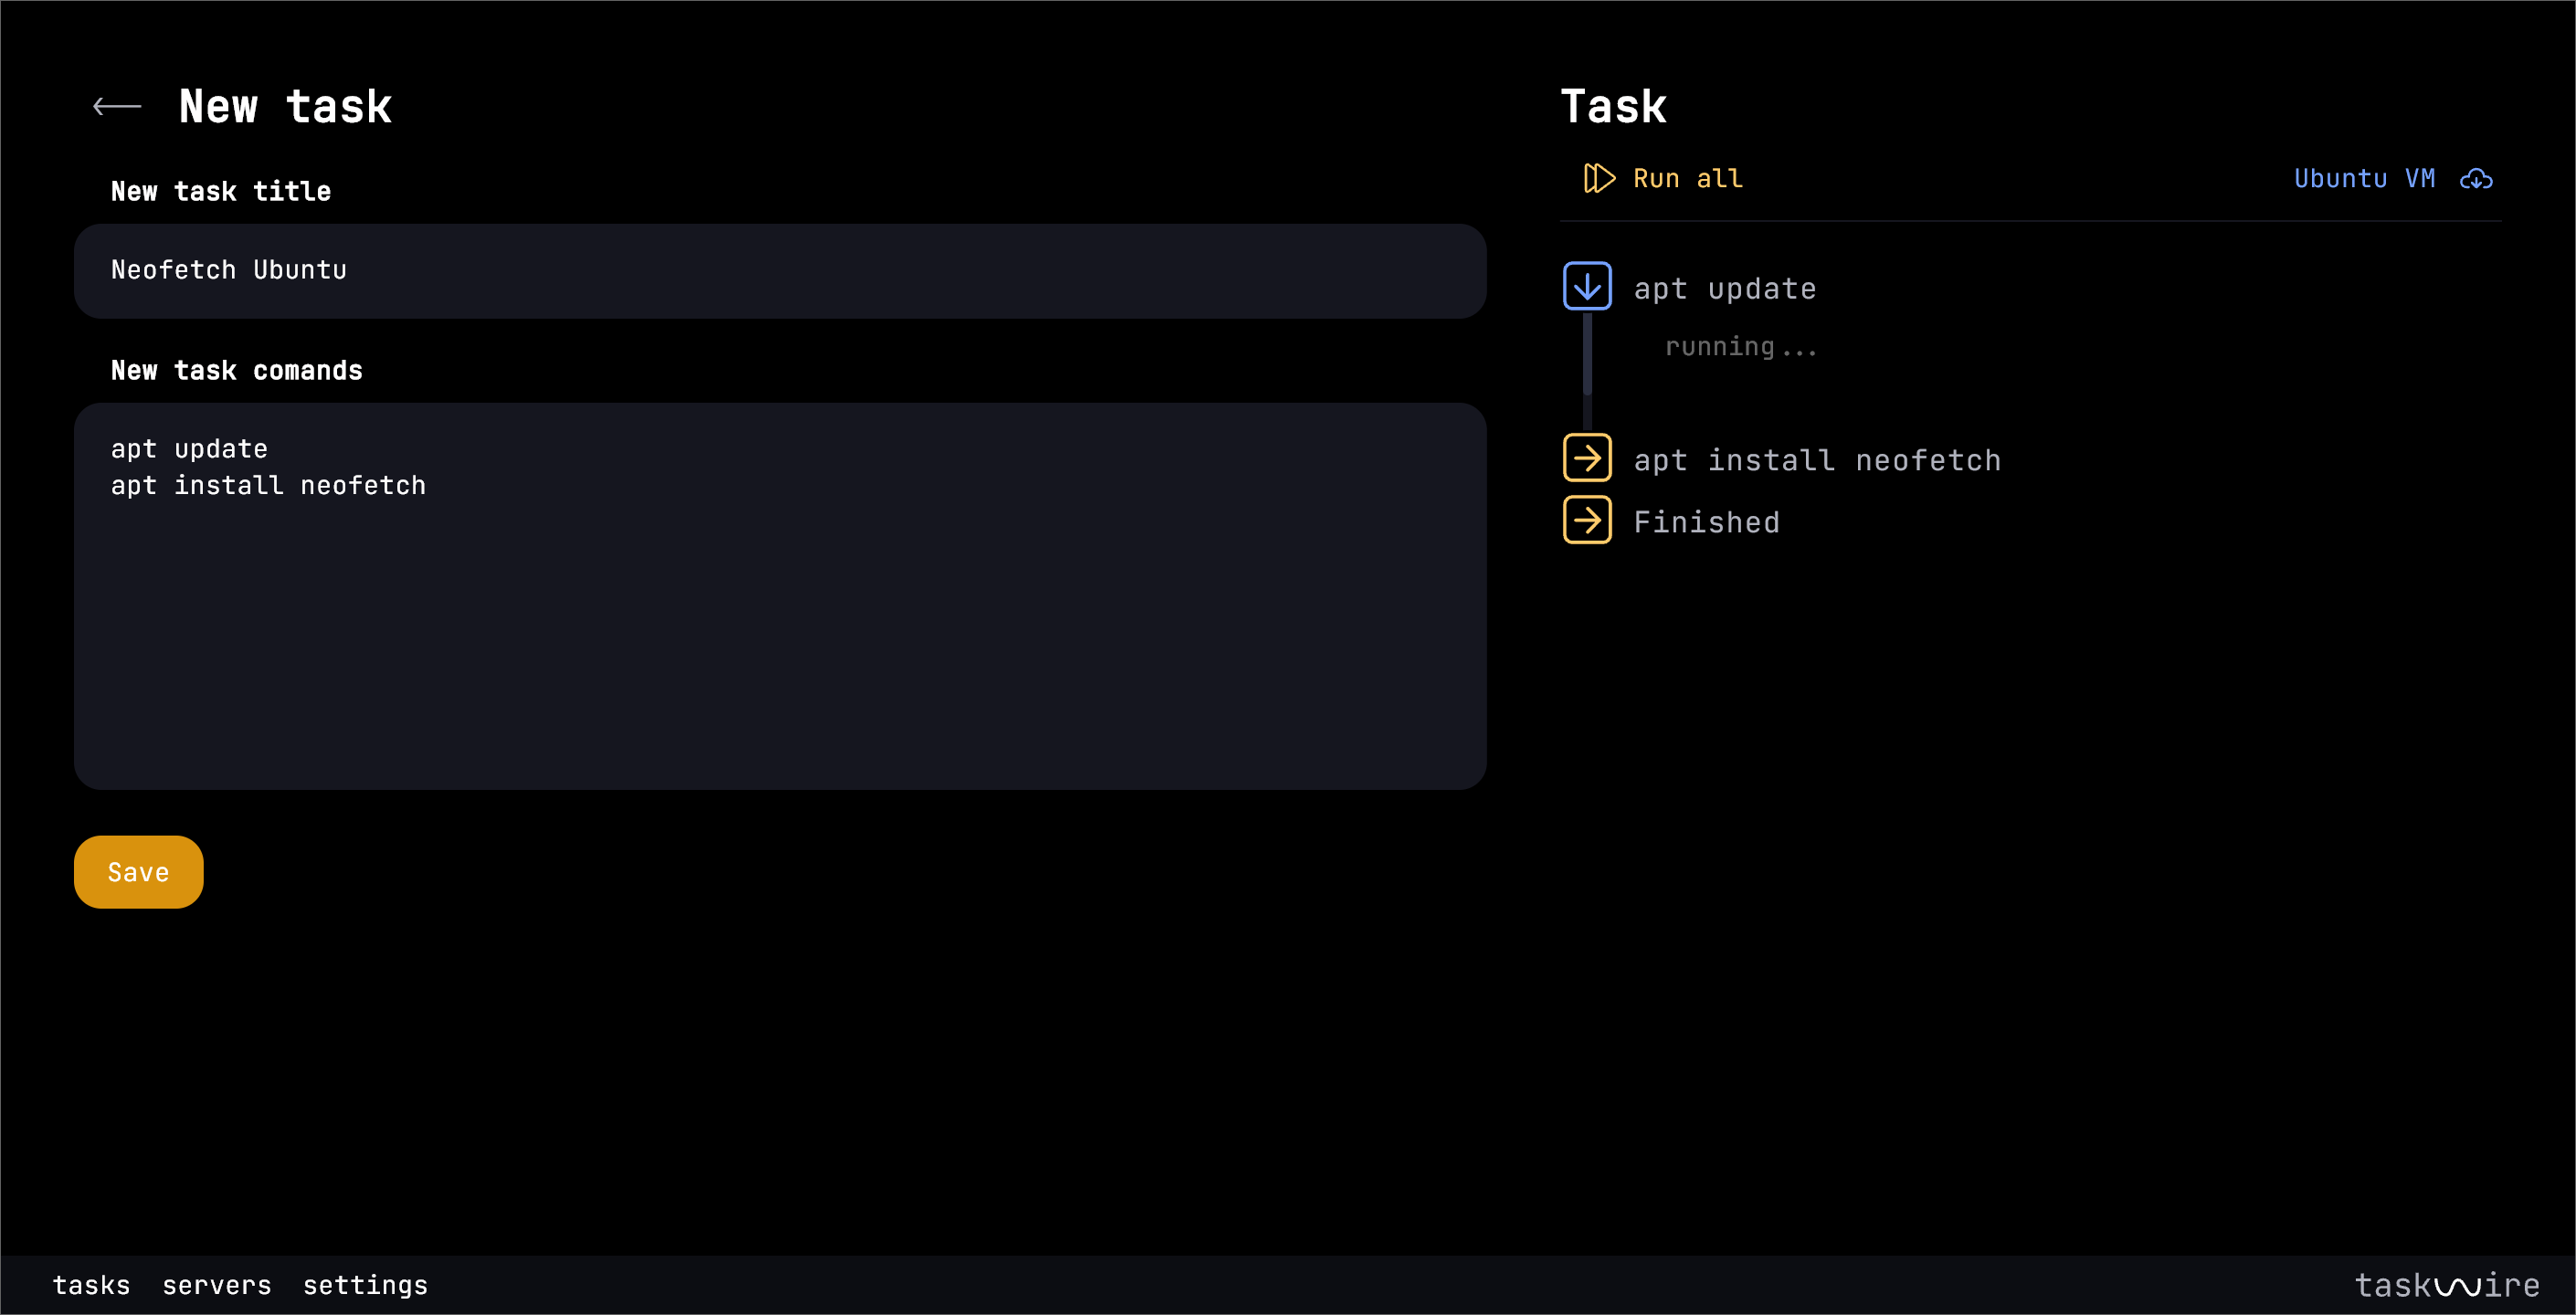 New task
New task title
Neofetch Ubuntu
New task comands
apt update
apt install neofetch
Save
Task
Run all
Ubuntu VM
apt update
running...
apt install neofetch
Finished
tasks servers settings
taskwire